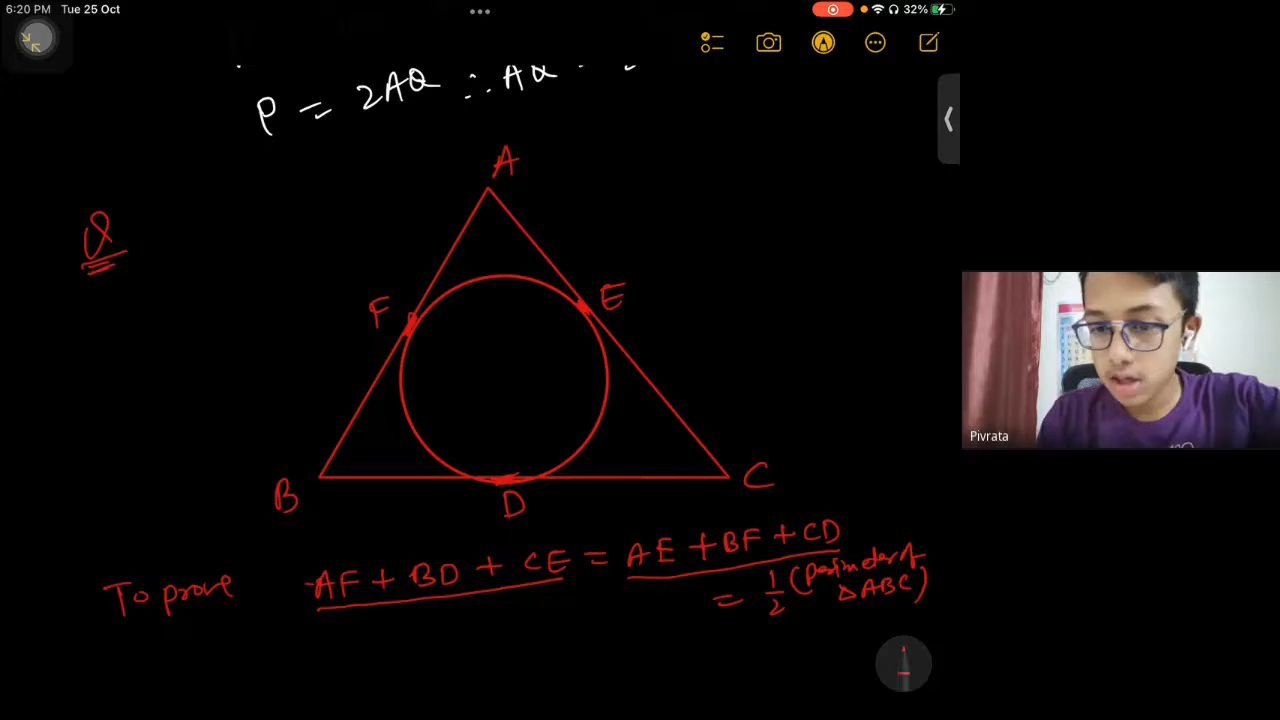 6:20 PM Tue 25 Oct
32%
P = 2AQ ∴ AQ
A
Q
F
E
B
D
C
Pivrata
To prove AF + BD + CE = AE + BF + CD
= 1/2 (Perimeter of
ΔABC)